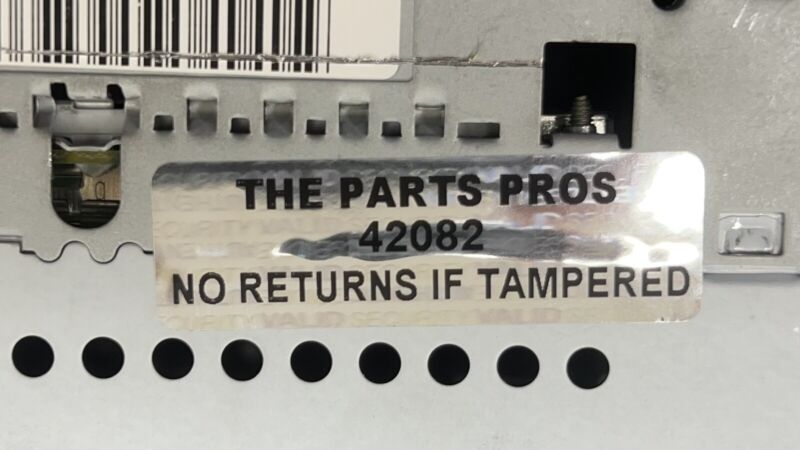 THE PARTS PROS
42082
NO RETURNS IF TAMPERED